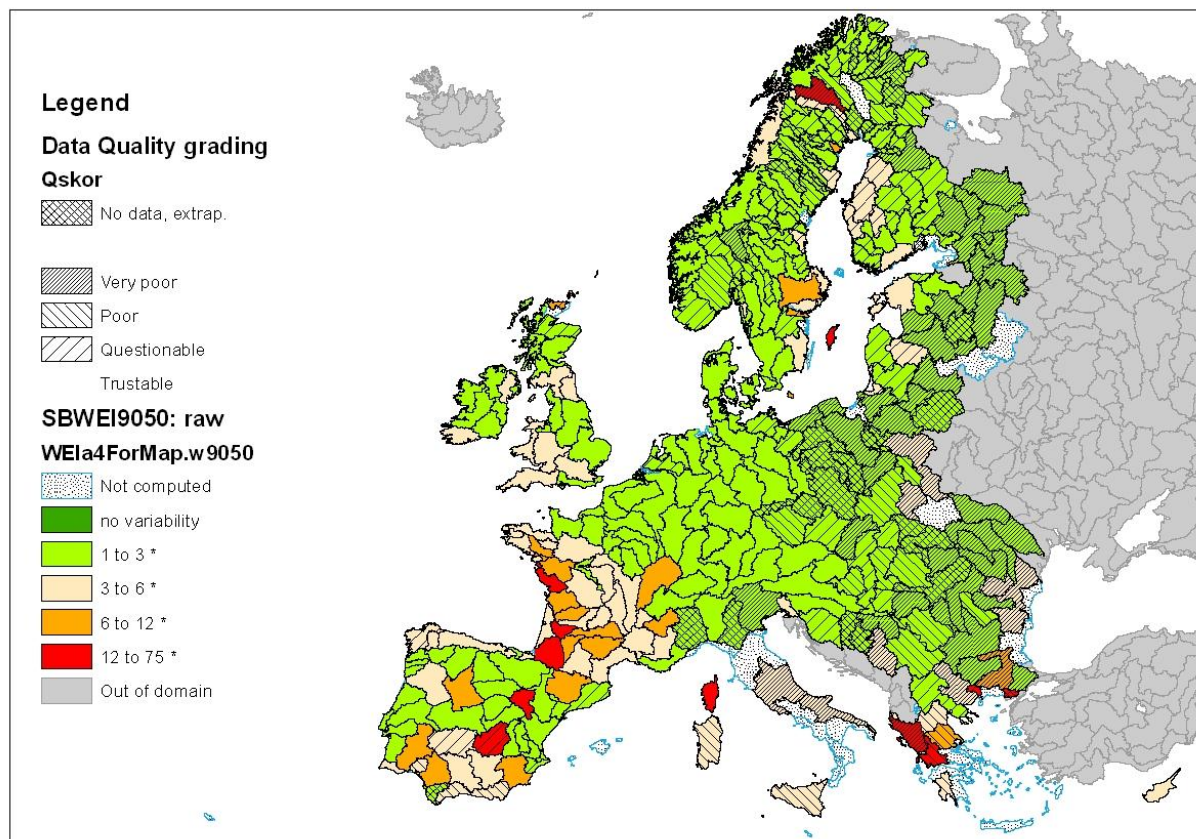 Legend
Data Quality grading
Qskor
No data, extrap.
Very poor
Poor
Questionable
Trustable
SBWEI9050: raw
WEIa4ForMap.w9050
Not computed
no variability
1 to 3 *
3 to 6 *
6 to 12 *
12 to 75 *
Out of domain